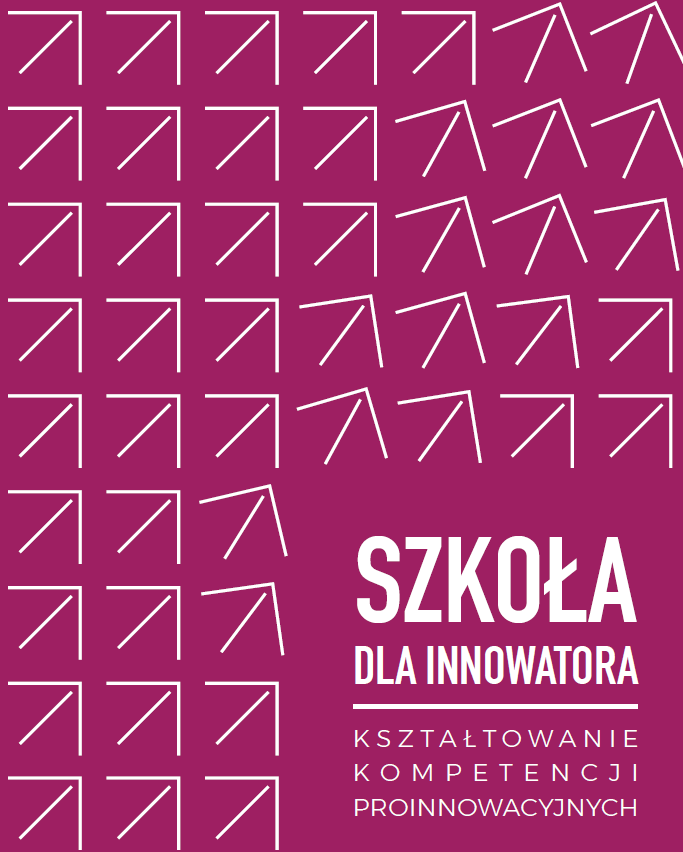 SZKOŁA
DLA INNOWATORA
KSZTAŁTOWANIE
KOMPETENCJI
PROINNOWACYJNYCH